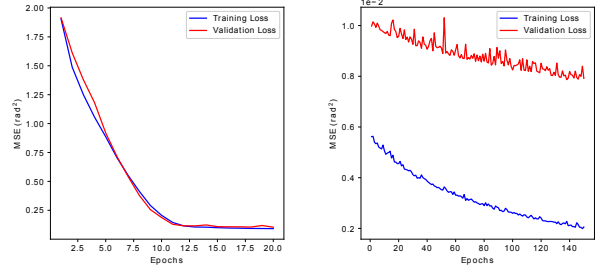 2.00
1.75
1.50
1.25
1.00
0.75
0.50
0.25
MSE (rad²)
2.5 5.0 7.5 10.0 12.5 15.0 17.5 20.0
Epochs
Training Loss
Validation Loss
1e−2
1.0
0.8
0.6
0.4
0.2
MSE (rad²)
0 20 40 60 80 100 120 140
Epochs
Training Loss
Validation Loss